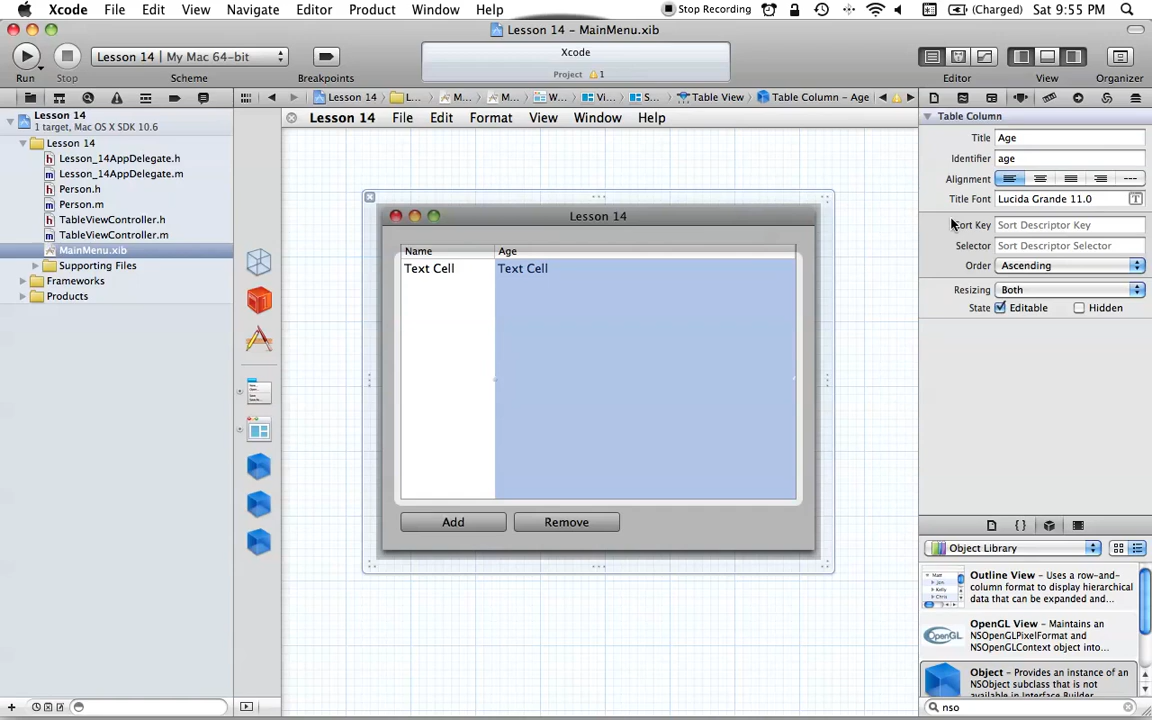 Xcode File Edit View Navigate Editor Product Window Help Stop Recording (Charged) Sat 9:55 PM
Lesson 14 – MainMenu.xib
Lesson 14 | My Mac 64-bit
Xcode
Project 1
Run Stop Scheme Breakpoints Editor View Organizer
Lesson 14 L... M... M... W... Vi... S... Table View Table Column – Age
Lesson 14
1 target, Mac OS X SDK 10.6
Lesson 14
Lesson_14AppDelegate.h
Lesson_14AppDelegate.m
Person.h
Person.m
TableViewController.h
TableViewController.m
MainMenu.xib
Supporting Files
Frameworks
Products
Lesson 14 File Edit Format View Window Help
Lesson 14
Name Age
Text Cell Text Cell
Add Remove
Table Column
Title Age
Identifier age
Alignment
Title Font Lucida Grande 11.0
Sort Descriptor Key
Selector Sort Descriptor Selector
Order Ascending
Resizing Both
State Editable Hidden
Object Library
Outline View – Uses a row-and-
column format to display hierarchical
data that can be expanded and...
OpenGL View – Maintains an
NSOpenGLPixelFormat and
NSOpenGLContext object into...
Object – Provides an instance of an
NSObject subclass that is not
available in Interface Builder
nso